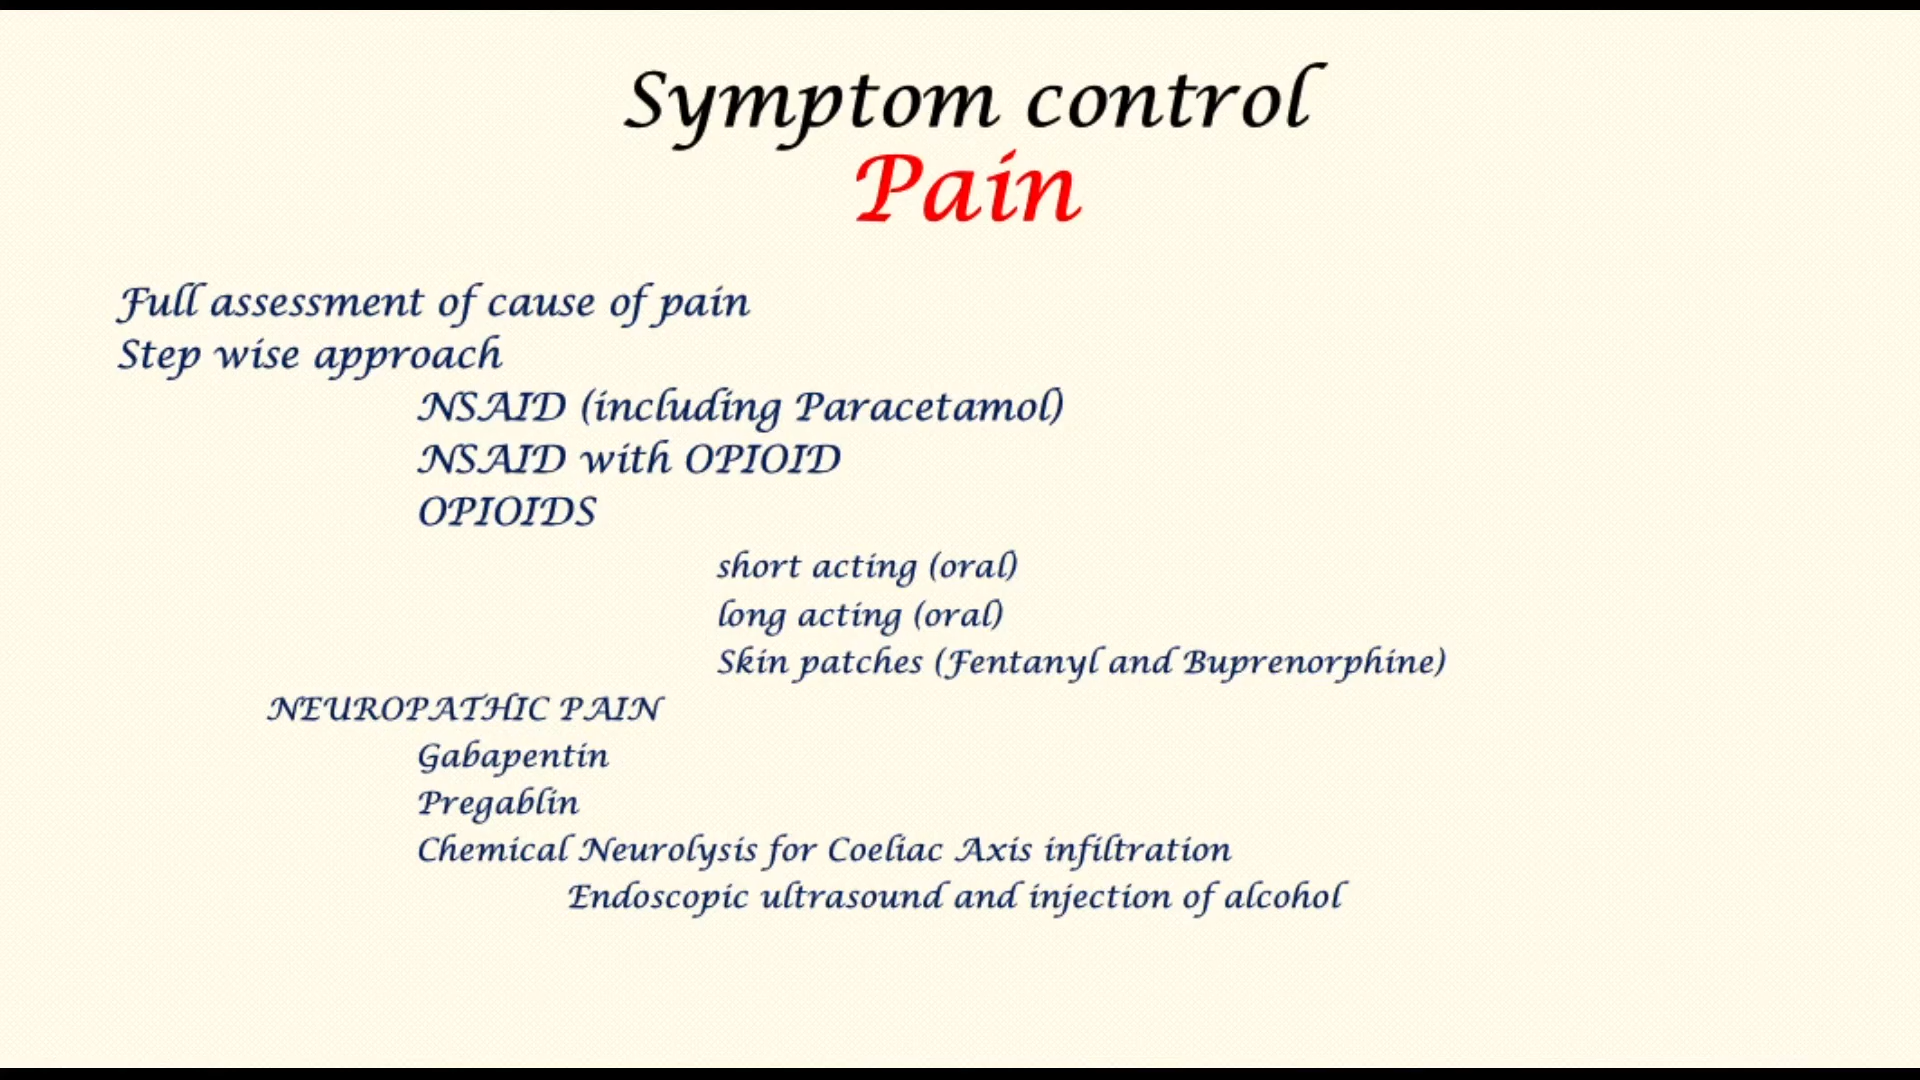 Symptom control
Pain
Full assessment of cause of pain
Step wise approach
NSAID (including Paracetamol)
NSAID with OPIOID
OPIOIDS
short acting (oral)
long acting (oral)
Skin patches (Fentanyl and Buprenorphine)
NEUROPATHIC PAIN
Gabapentin
Pregablin
Chemical Neurolysis for Coeliac Axis infiltration
Endoscopic ultrasound and injection of alcohol